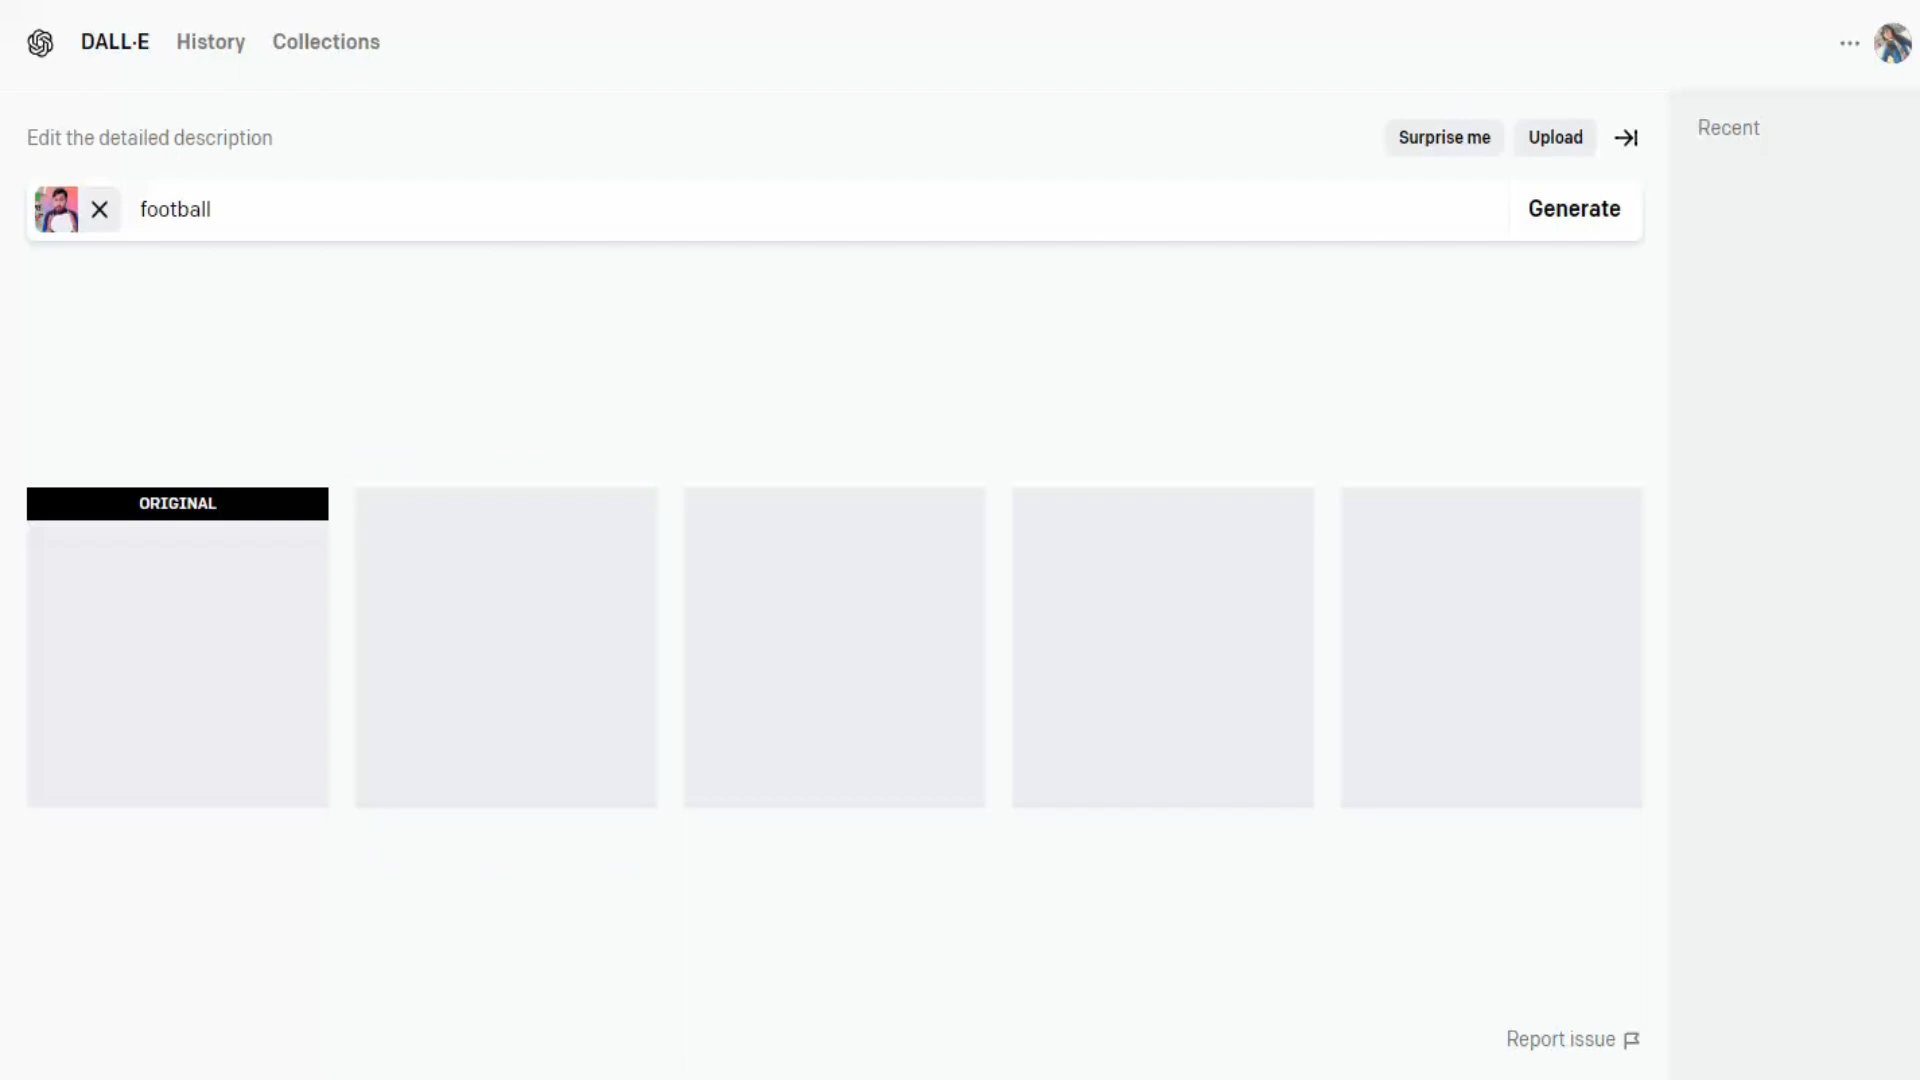 DALL·E History Collections
Edit the detailed description
Surprise me
Upload
Recent
football
Generate
ORIGINAL
Report issue